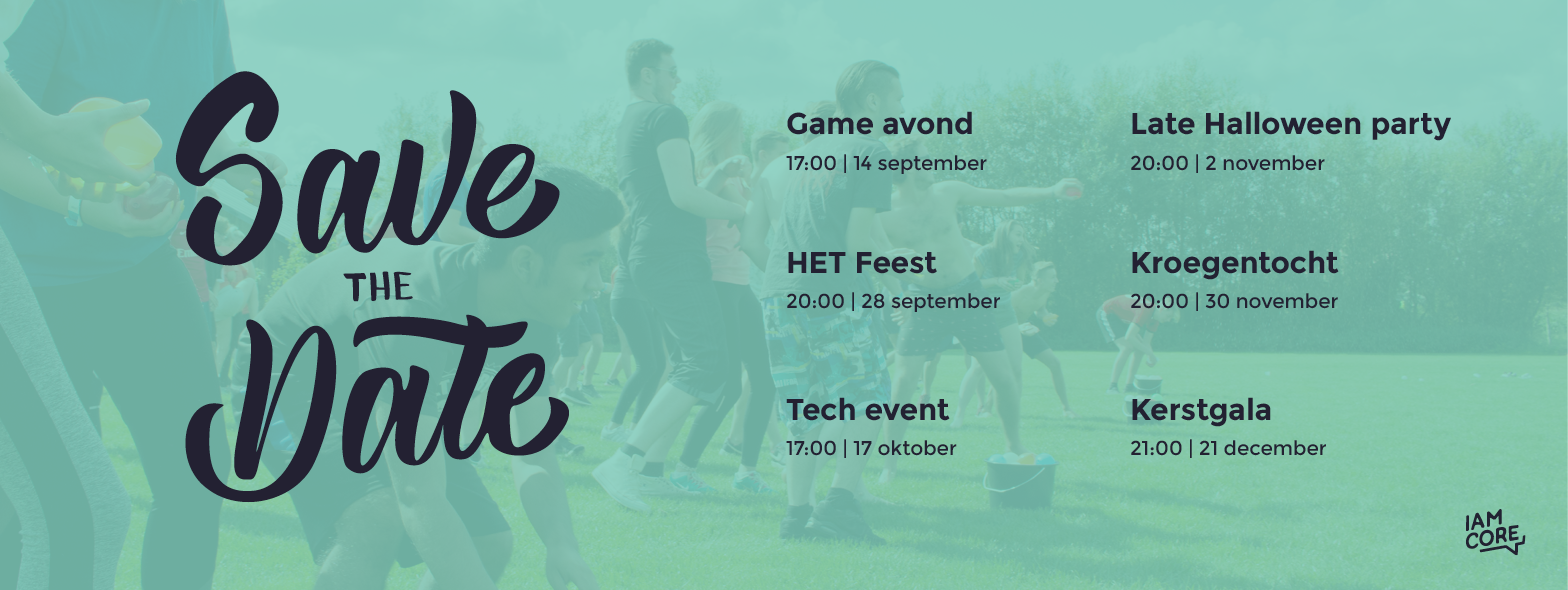 Save
THE
Date
Game avond
17:00 | 14 september
HET Feest
20:00 | 28 september
Tech event
17:00 | 17 oktober
Late Halloween party
20:00 | 2 november
Kroegentocht
20:00 | 30 november
Kerstgala
21:00 | 21 december
IAM
CORE